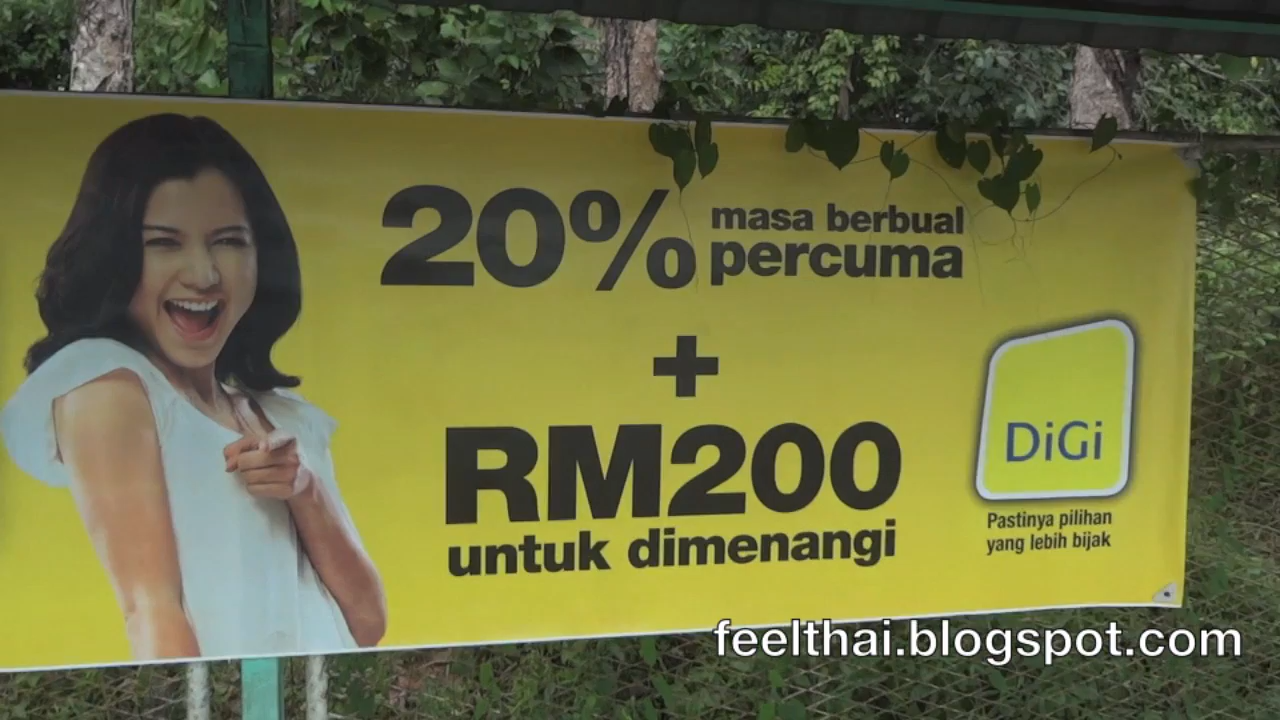 20% masa berbual
percuma
+
RM200
untuk dimenangi
DiGi
Pastinya pilihan
yang lebih bijak
feelthai.blogspot.com